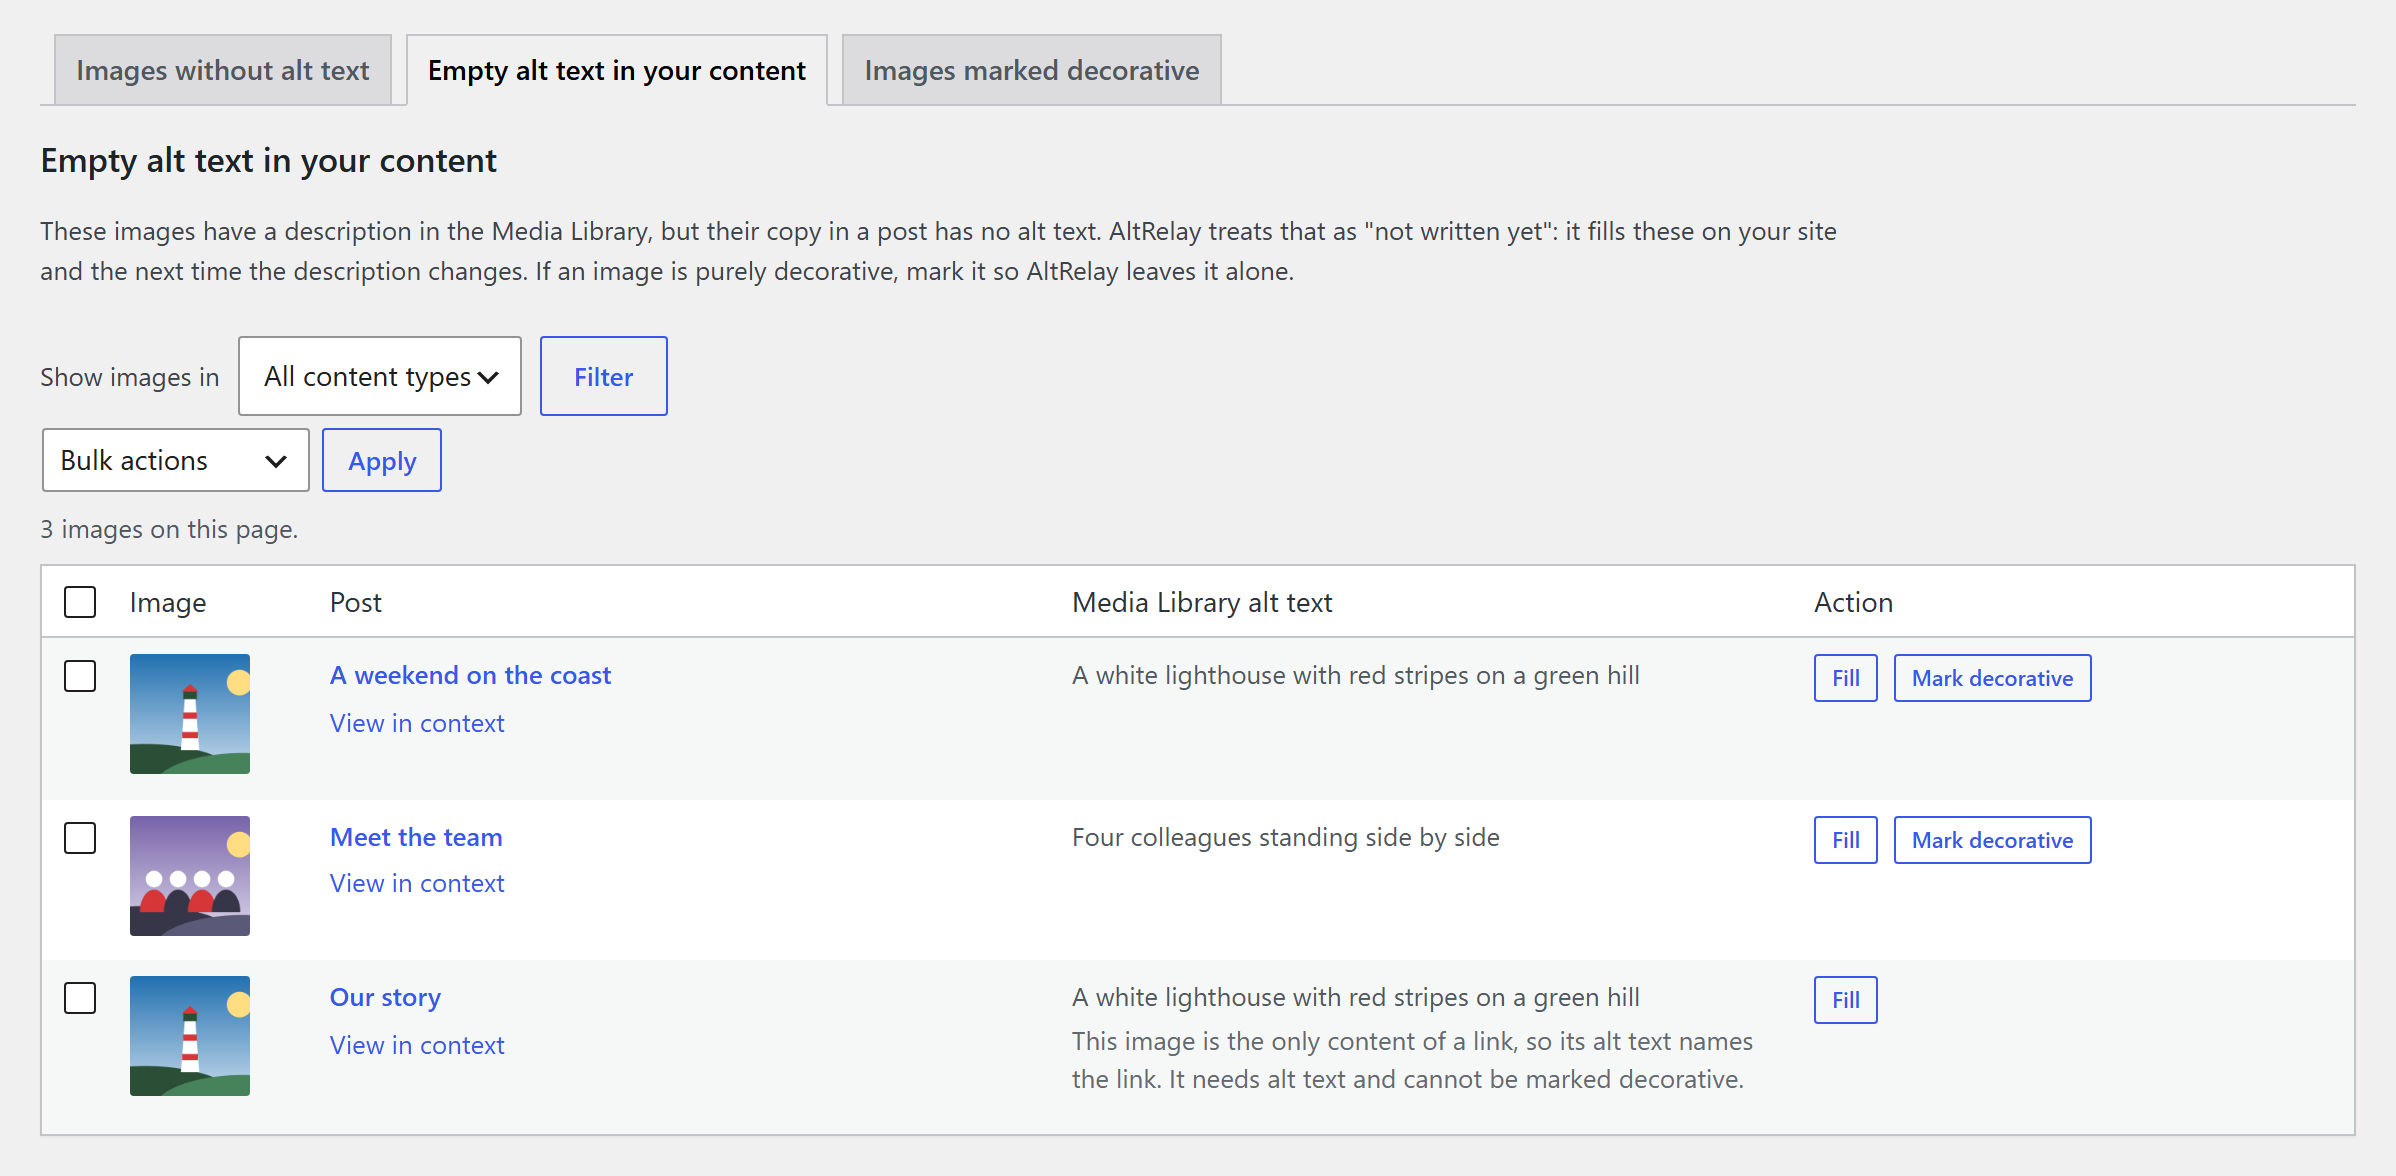 Images without alt text
Empty alt text in your content
Images marked decorative
Empty alt text in your content
These images have a description in the Media Library, but their copy in a post has no alt text. AltRelay treats that as "not written yet": it fills these on your site
and the next time the description changes. If an image is purely decorative, mark it so AltRelay leaves it alone.
Show images in
All content types
Filter
Bulk actions
Apply
3 images on this page.
Image
Post
Media Library alt text
Action
A weekend on the coast
View in context
A white lighthouse with red stripes on a green hill
Fill
Mark decorative
Meet the team
View in context
Four colleagues standing side by side
Fill
Mark decorative
Our story
View in context
A white lighthouse with red stripes on a green hill
This image is the only content of a link, so its alt text names
the link. It needs alt text and cannot be marked decorative.
Fill